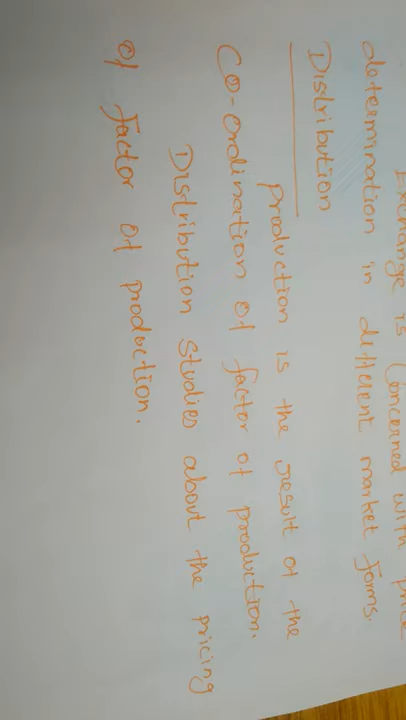 Exchange is Concerned with price
determination in different market forms.
Distribution
Production is the result of the
Co-ordination of factor of production.
Distribution Studies about the pricing
of factor of production.